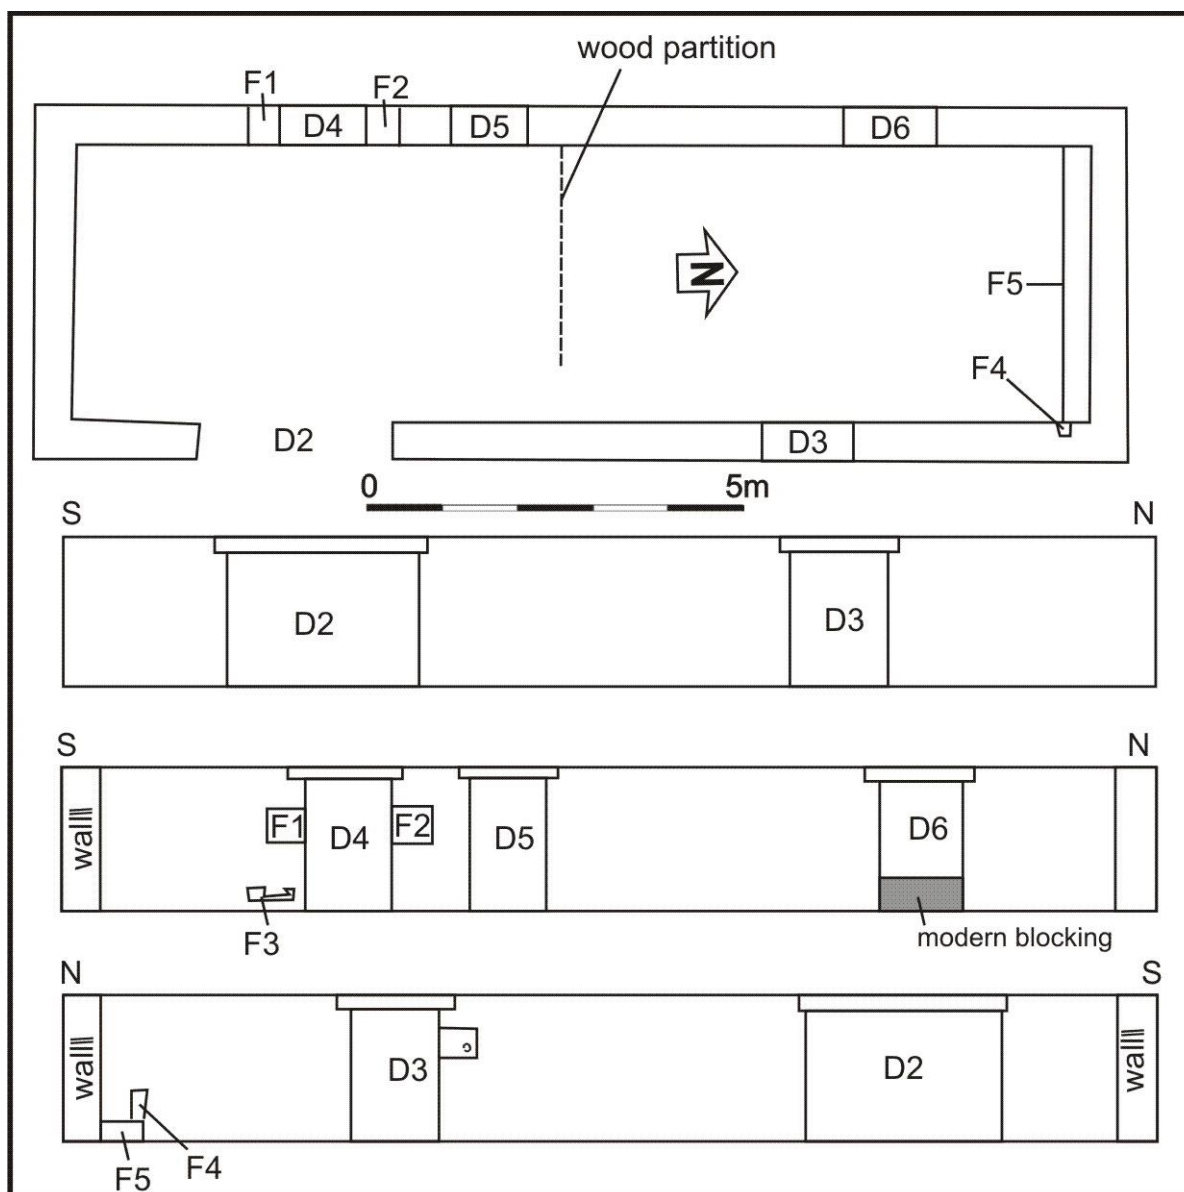 wood partition
F1
F2
D4
D5
D6
N
F5
F4
D2
D3
0 5m
S N
D2
D3
S N
wall
F1
D4
F2
D5
D6
F3
modern blocking
N S
wall
D3
D2
wall
F4
F5